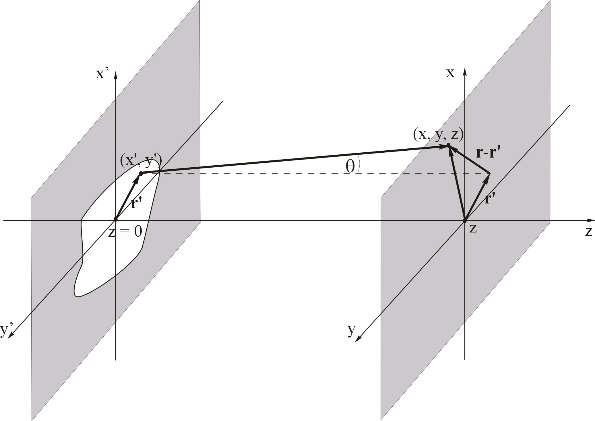 x'
x
(x', y')
(x, y, z)
r-r'
θ
r'
r'
z = 0
z
z
y'
y